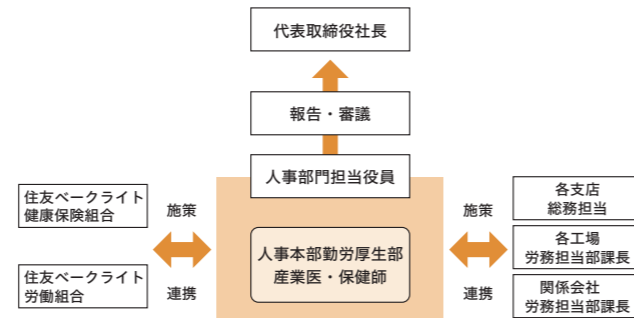 代表取締役社長
報告・審議
人事部門担当役員
住友ベークライト
健康保険組合
施策
連携
住友ベークライト
労働組合
人事本部勤労厚生部
産業医・保健師
施策
連携
各支店
総務担当
各工場
労務担当部課長
関係会社
労務担当部課長